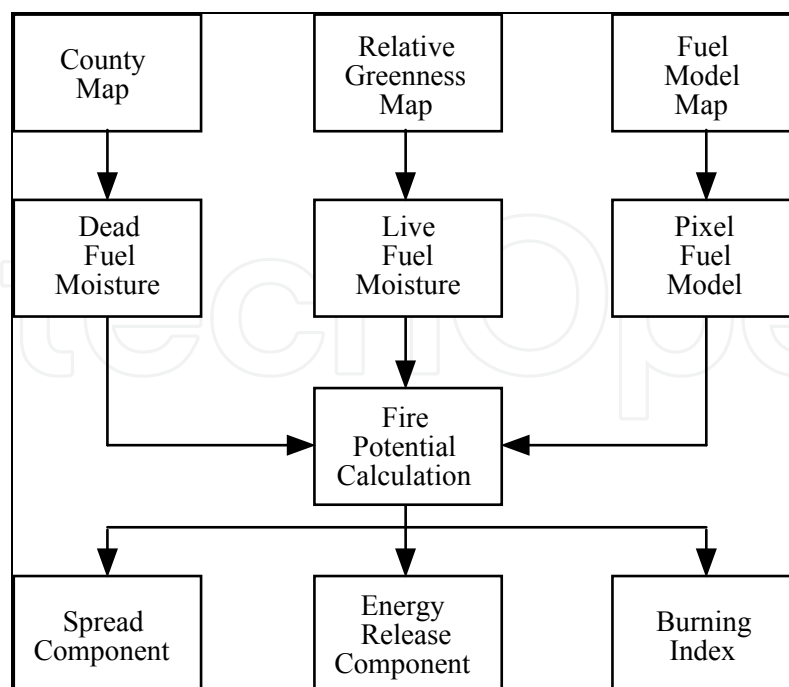 County
Map
Relative
Greenness
Map
Fuel
Model
Map
Dead
Fuel
Moisture
Live
Fuel
Moisture
Pixel
Fuel
Model
Fire
Potential
Calculation
Spread
Component
Energy
Release
Component
Burning
Index